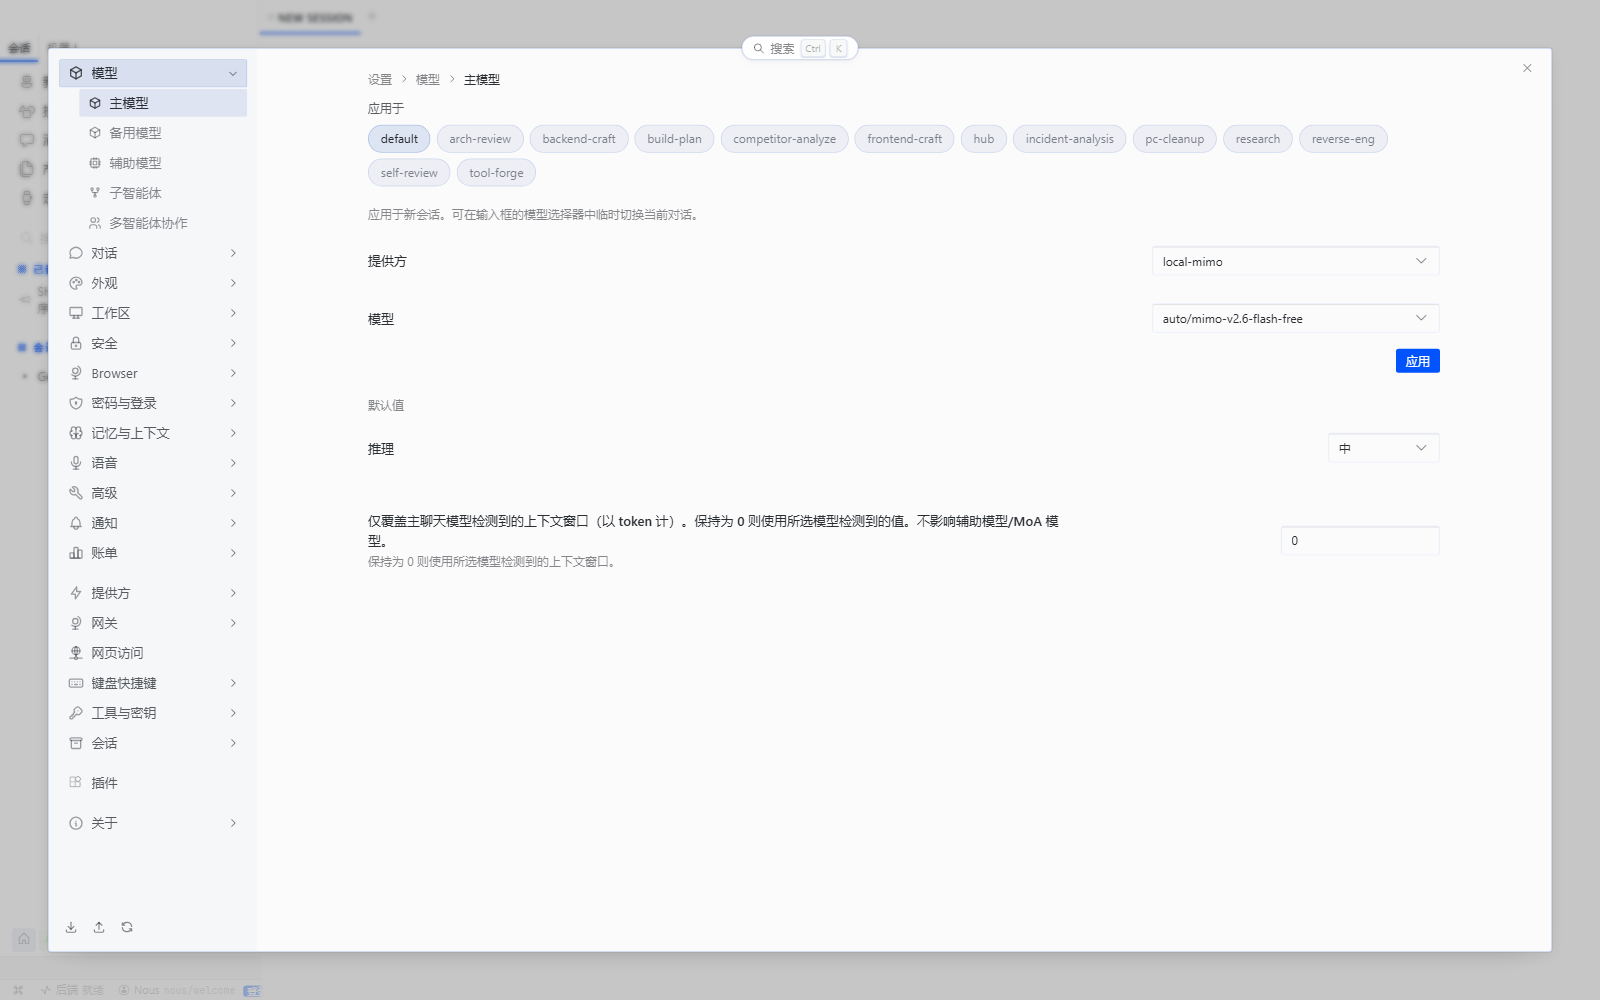 NEW SESSION
会话
搜索 Ctrl K
模型
主模型
备用模型
辅助模型
子智能体
多智能体协作
对话
外观
工作区
安全
Browser
密码与登录
记忆与上下文
语音
高级
通知
账单
提供方
网关
网页访问
键盘快捷键
工具与密钥
会话
插件
关于
设置 > 模型 > 主模型
应用于
default arch-review backend-craft build-plan competitor-analyze frontend-craft hub incident-analysis pc-cleanup research reverse-eng
self-review tool-forge
应用于新会话。可在输入框的模型选择器中临时切换当前对话。
提供方 local-mimo
模型 auto/mimo-v2.6-flash-free
应用
默认值
推理 中
仅覆盖主聊天模型检测到的上下文窗口（以 token 计）。保持为 0 则使用所选模型检测到的值。不影响辅助模型/MoA 模
型。
0
保持为 0 则使用所选模型检测到的上下文窗口。
后端 就绪 Nous nous/welcome